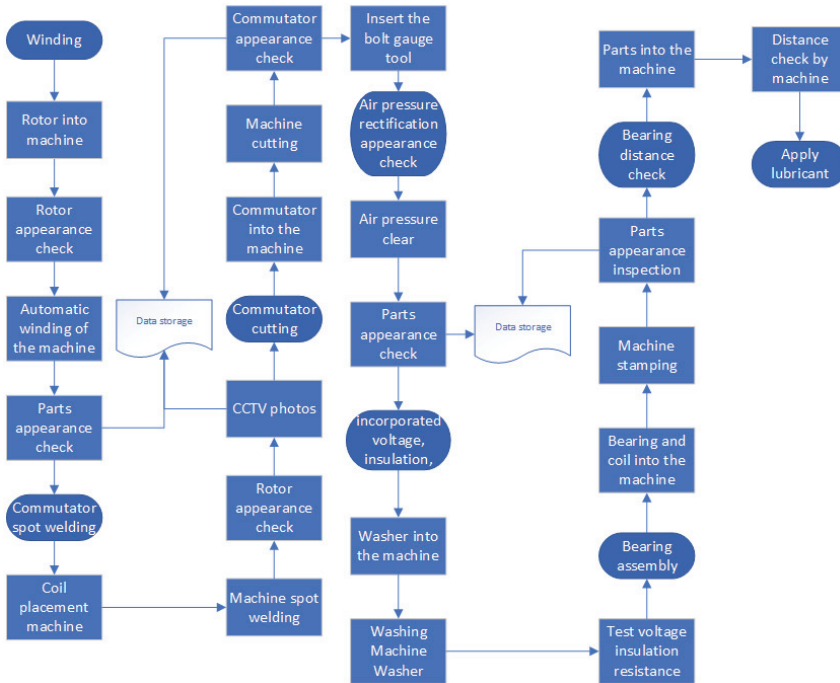 Winding
Rotor into
machine
Rotor
appearance
check
Automatic
winding of
the machine
Parts
appearance
check
Commutator
spot welding
Coil
placement
machine
Data storage
Commutator
appearance
check
Machine
cutting
Commutator
into the
machine
Commutator
cutting
CCTV photos
Rotor
appearance
check
Machine spot
welding
Insert the
bolt gauge
tool
Air pressure
rectification
appearance
check
Air pressure
clear
Parts
appearance
check
incorporated
voltage,
insulation,
Washer into
the machine
Washing
Machine
Washer
Data storage
Parts into the
machine
Bearing
distance
check
Parts
appearance
inspection
Machine
stamping
Bearing and
coil into the
machine
Bearing
assembly
Test voltage
insulation
resistance
Distance
check by
machine
Apply
lubricant